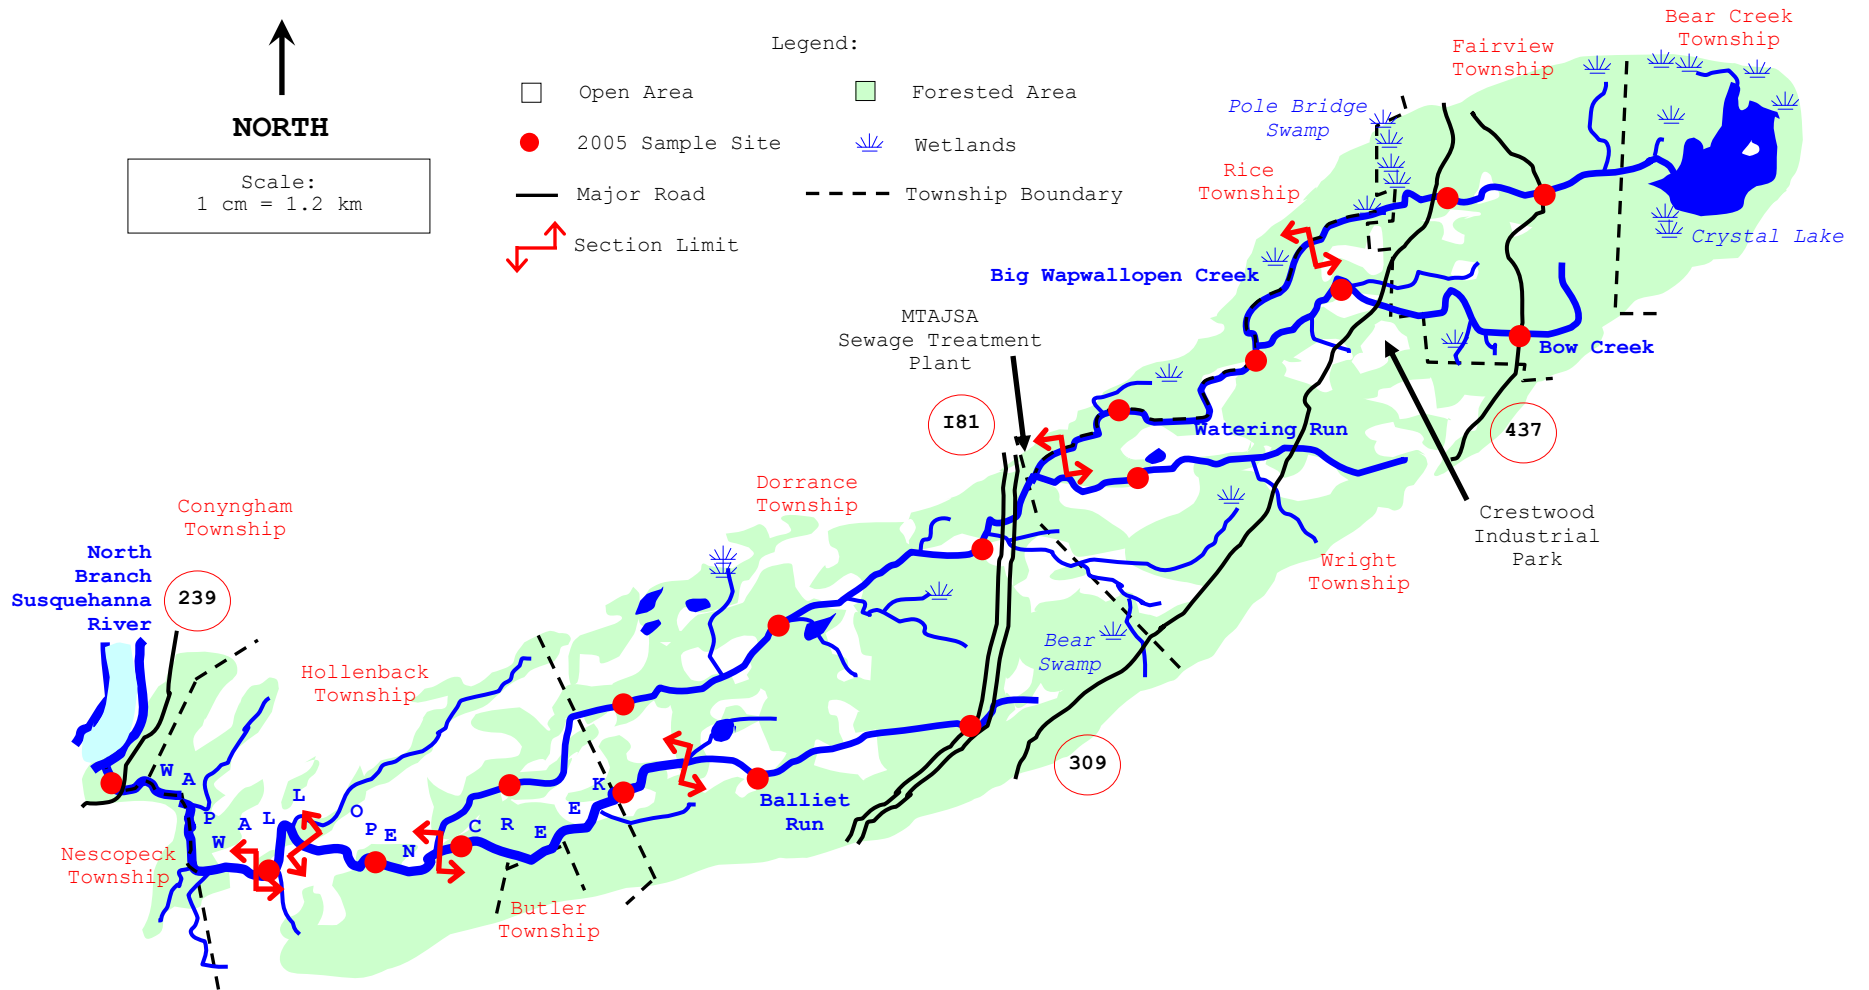 NORTH
Scale:
1 cm = 1.2 km
Legend:
Open Area
Forested Area
2005 Sample Site
Wetlands
Major Road
Township Boundary
Section Limit
Bear Creek
Township
Fairview
Township
Pole Bridge
Swamp
Rice
Township
Crystal Lake
Big Wapwallopen Creek
MTAJSA
Sewage Treatment
Plant
Bow Creek
I81
Watering Run
437
Dorrance
Township
Crestwood
Industrial
Park
Conyngham
Township
Wright
Township
North
Branch
Susquehanna
River
239
Bear
Swamp
Hollenback
Township
309
WAPWALLOPEN CREEK
Balliet
Run
Nescopeck
Township
Butler
Township